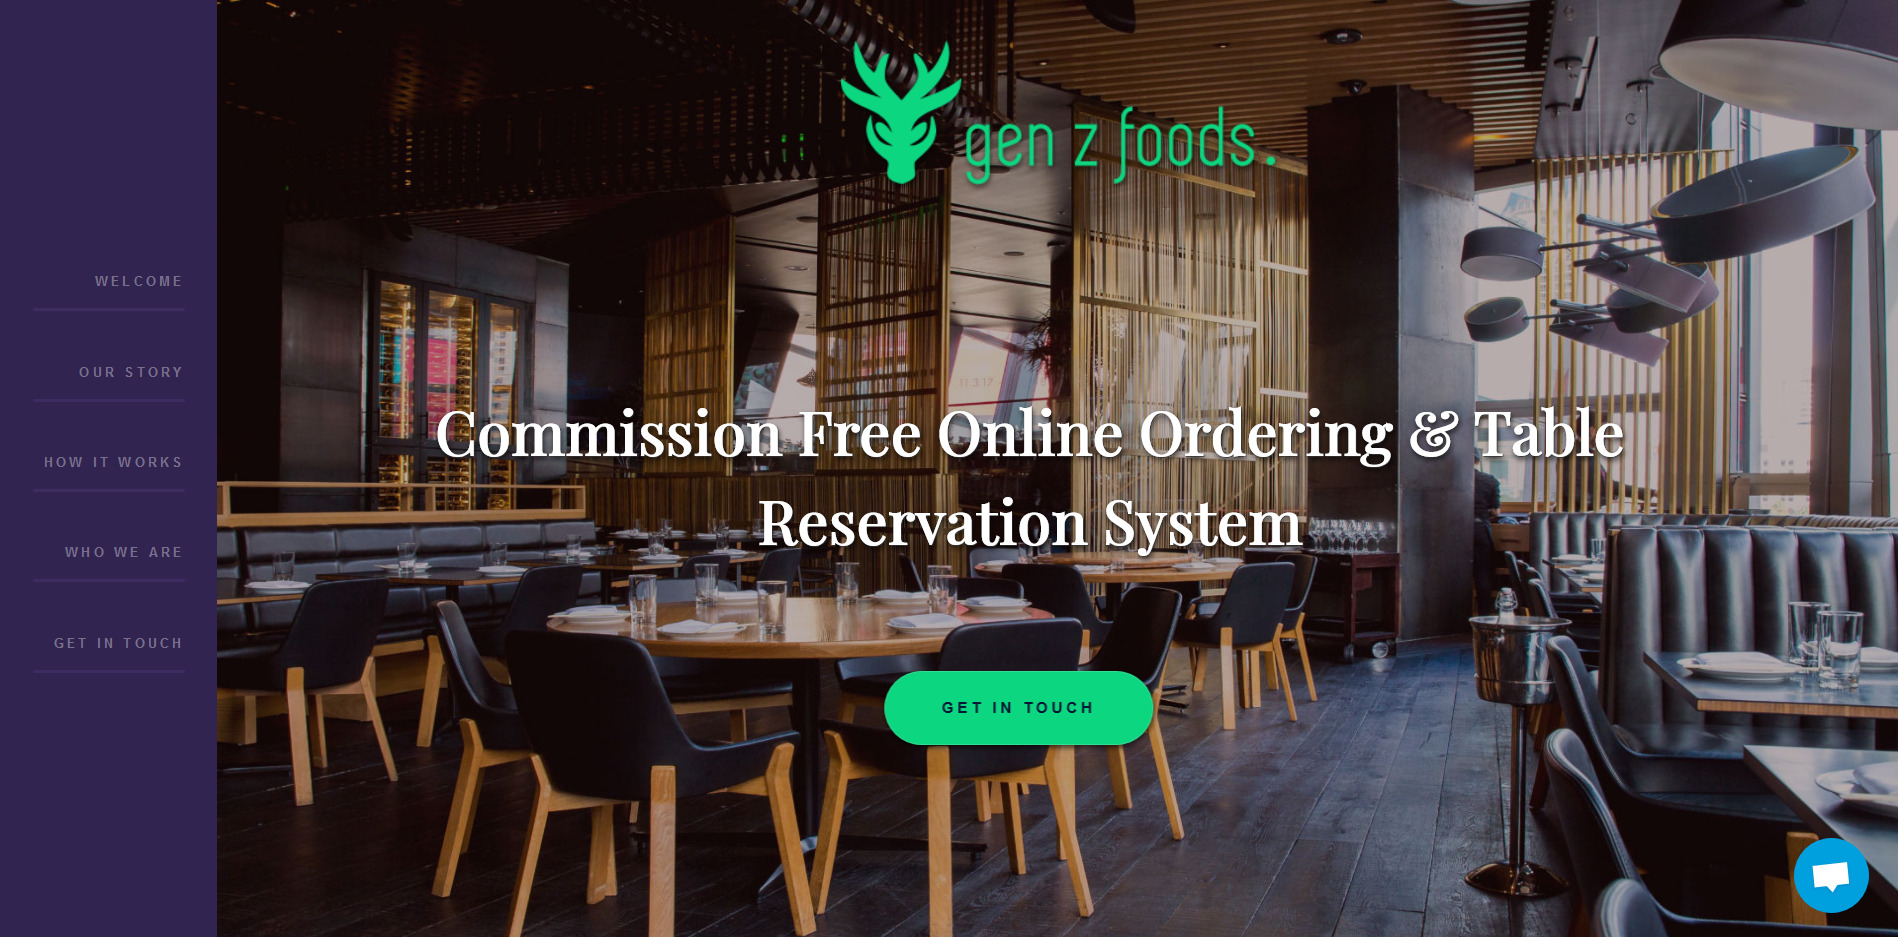 WELCOME
OUR STORY
HOW IT WORKS
WHO WE ARE
GET IN TOUCH
gen z foods.
Commission Free Online Ordering & Table
Reservation System
GET IN TOUCH